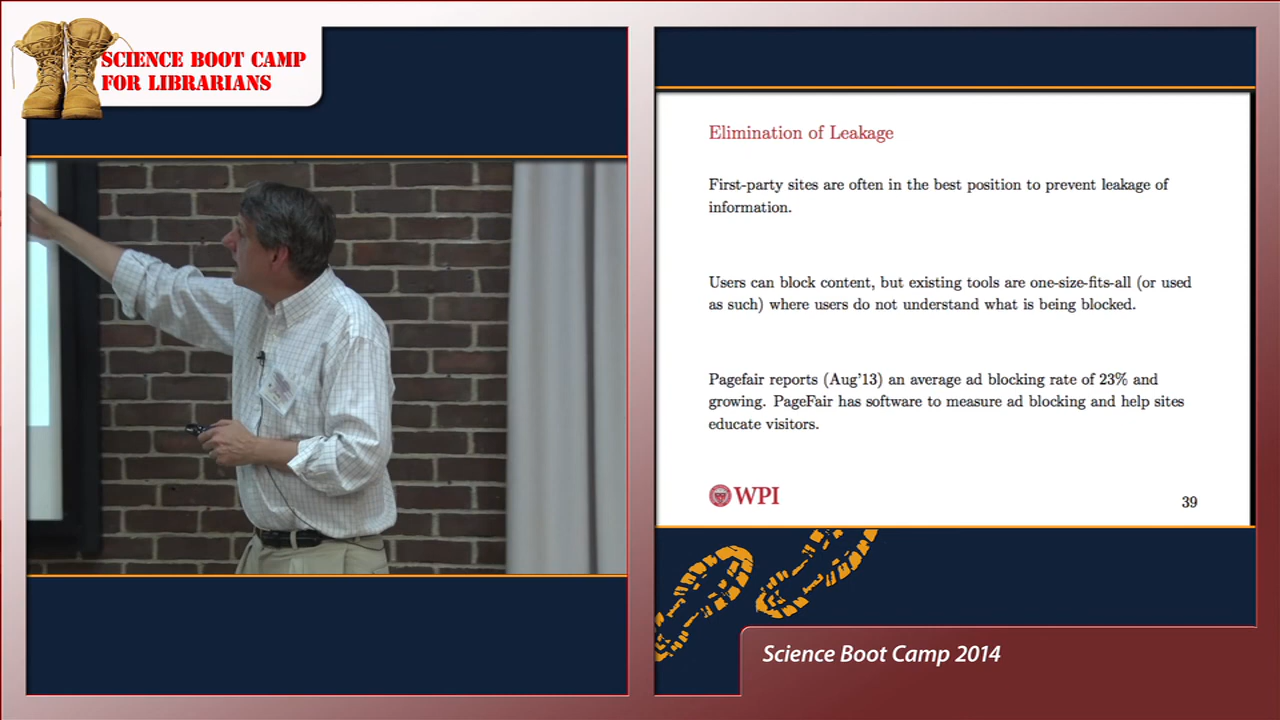 SCIENCE BOOT CAMP
FOR LIBRARIANS
Elimination of Leakage
First-party sites are often in the best position to prevent leakage of
information.
Users can block content, but existing tools are one-size-fits-all (or used
as such) where users do not understand what is being blocked.
Pagefair reports (Aug'13) an average ad blocking rate of 23% and
growing. PageFair has software to measure ad blocking and help sites
educate visitors.
WPI
39
Science Boot Camp 2014